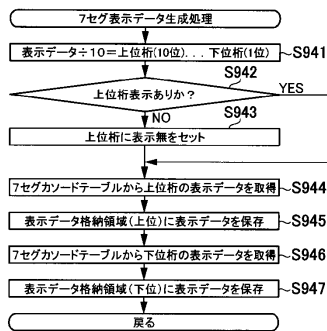 7セグ表示データ生成処理
表示データ÷10=上位桁(10位)...下位桁(1位)
S941
S942
上位桁表示ありか?
YES
NO
S943
上位桁に表示無をセット
7セグカソードテーブルから上位桁の表示データを取得
S944
表示データ格納領域(上位)に表示データを保存
S945
7セグカソードテーブルから下位桁の表示データを取得
S946
表示データ格納領域(下位)に表示データを保存
S947
戻る